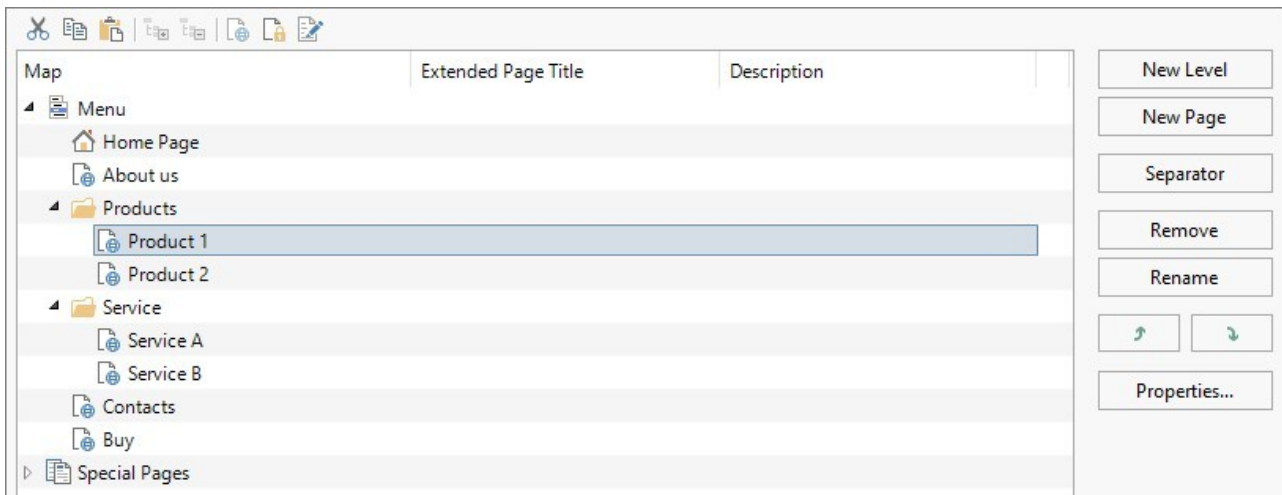 Map Extended Page Title Description
Menu
Home Page
About us
Products
Product 1
Product 2
Service
Service A
Service B
Contacts
Buy
Special Pages
New Level
New Page
Separator
Remove
Rename
Properties...